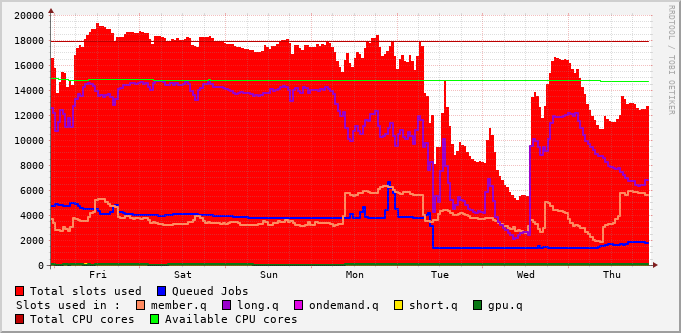 20000
18000
16000
14000
12000
10000
8000
6000
4000
2000
0
Fri Sat Sun Mon Tue Wed Thu
RRDTOOL / TOBI OETIKER
Total slots used Queued Jobs
Slots used in : member.q long.q ondemand.q short.q gpu.q
Total CPU cores Available CPU cores